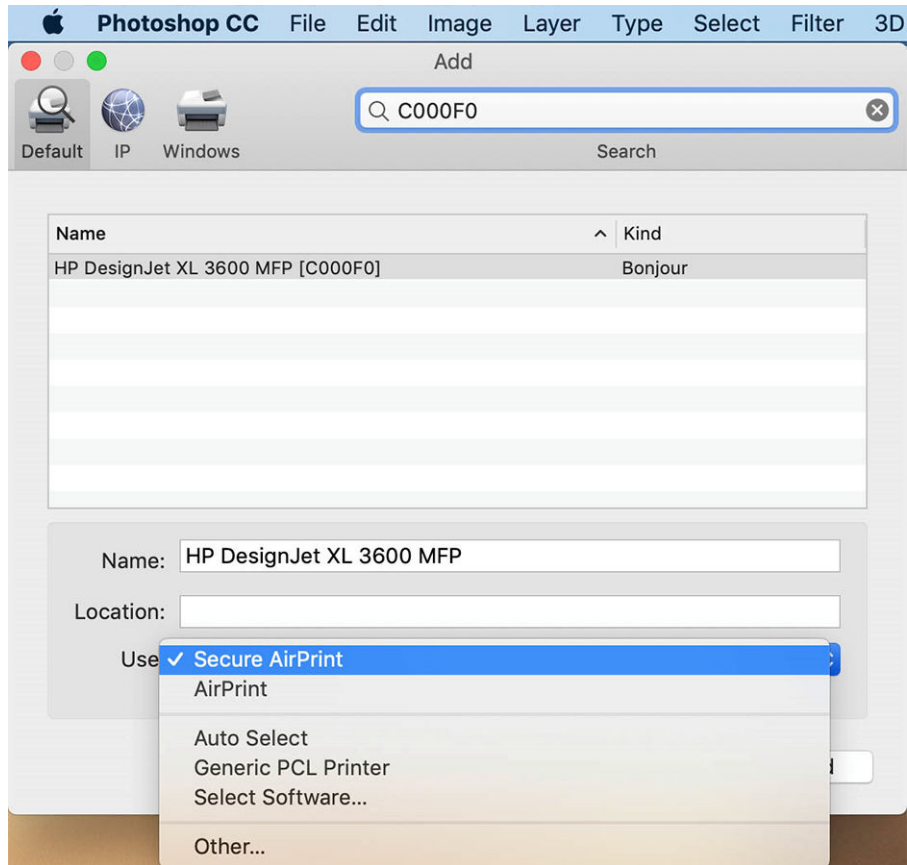 Photoshop CC File Edit Image Layer Type Select Filter 3D
Add
C000F0
Default IP Windows Search
Name Kind
HP DesignJet XL 3600 MFP [C000F0] Bonjour
Name: HP DesignJet XL 3600 MFP
Location:
Use ✓ Secure AirPrint
AirPrint
Auto Select
Generic PCL Printer
Select Software...
Other...